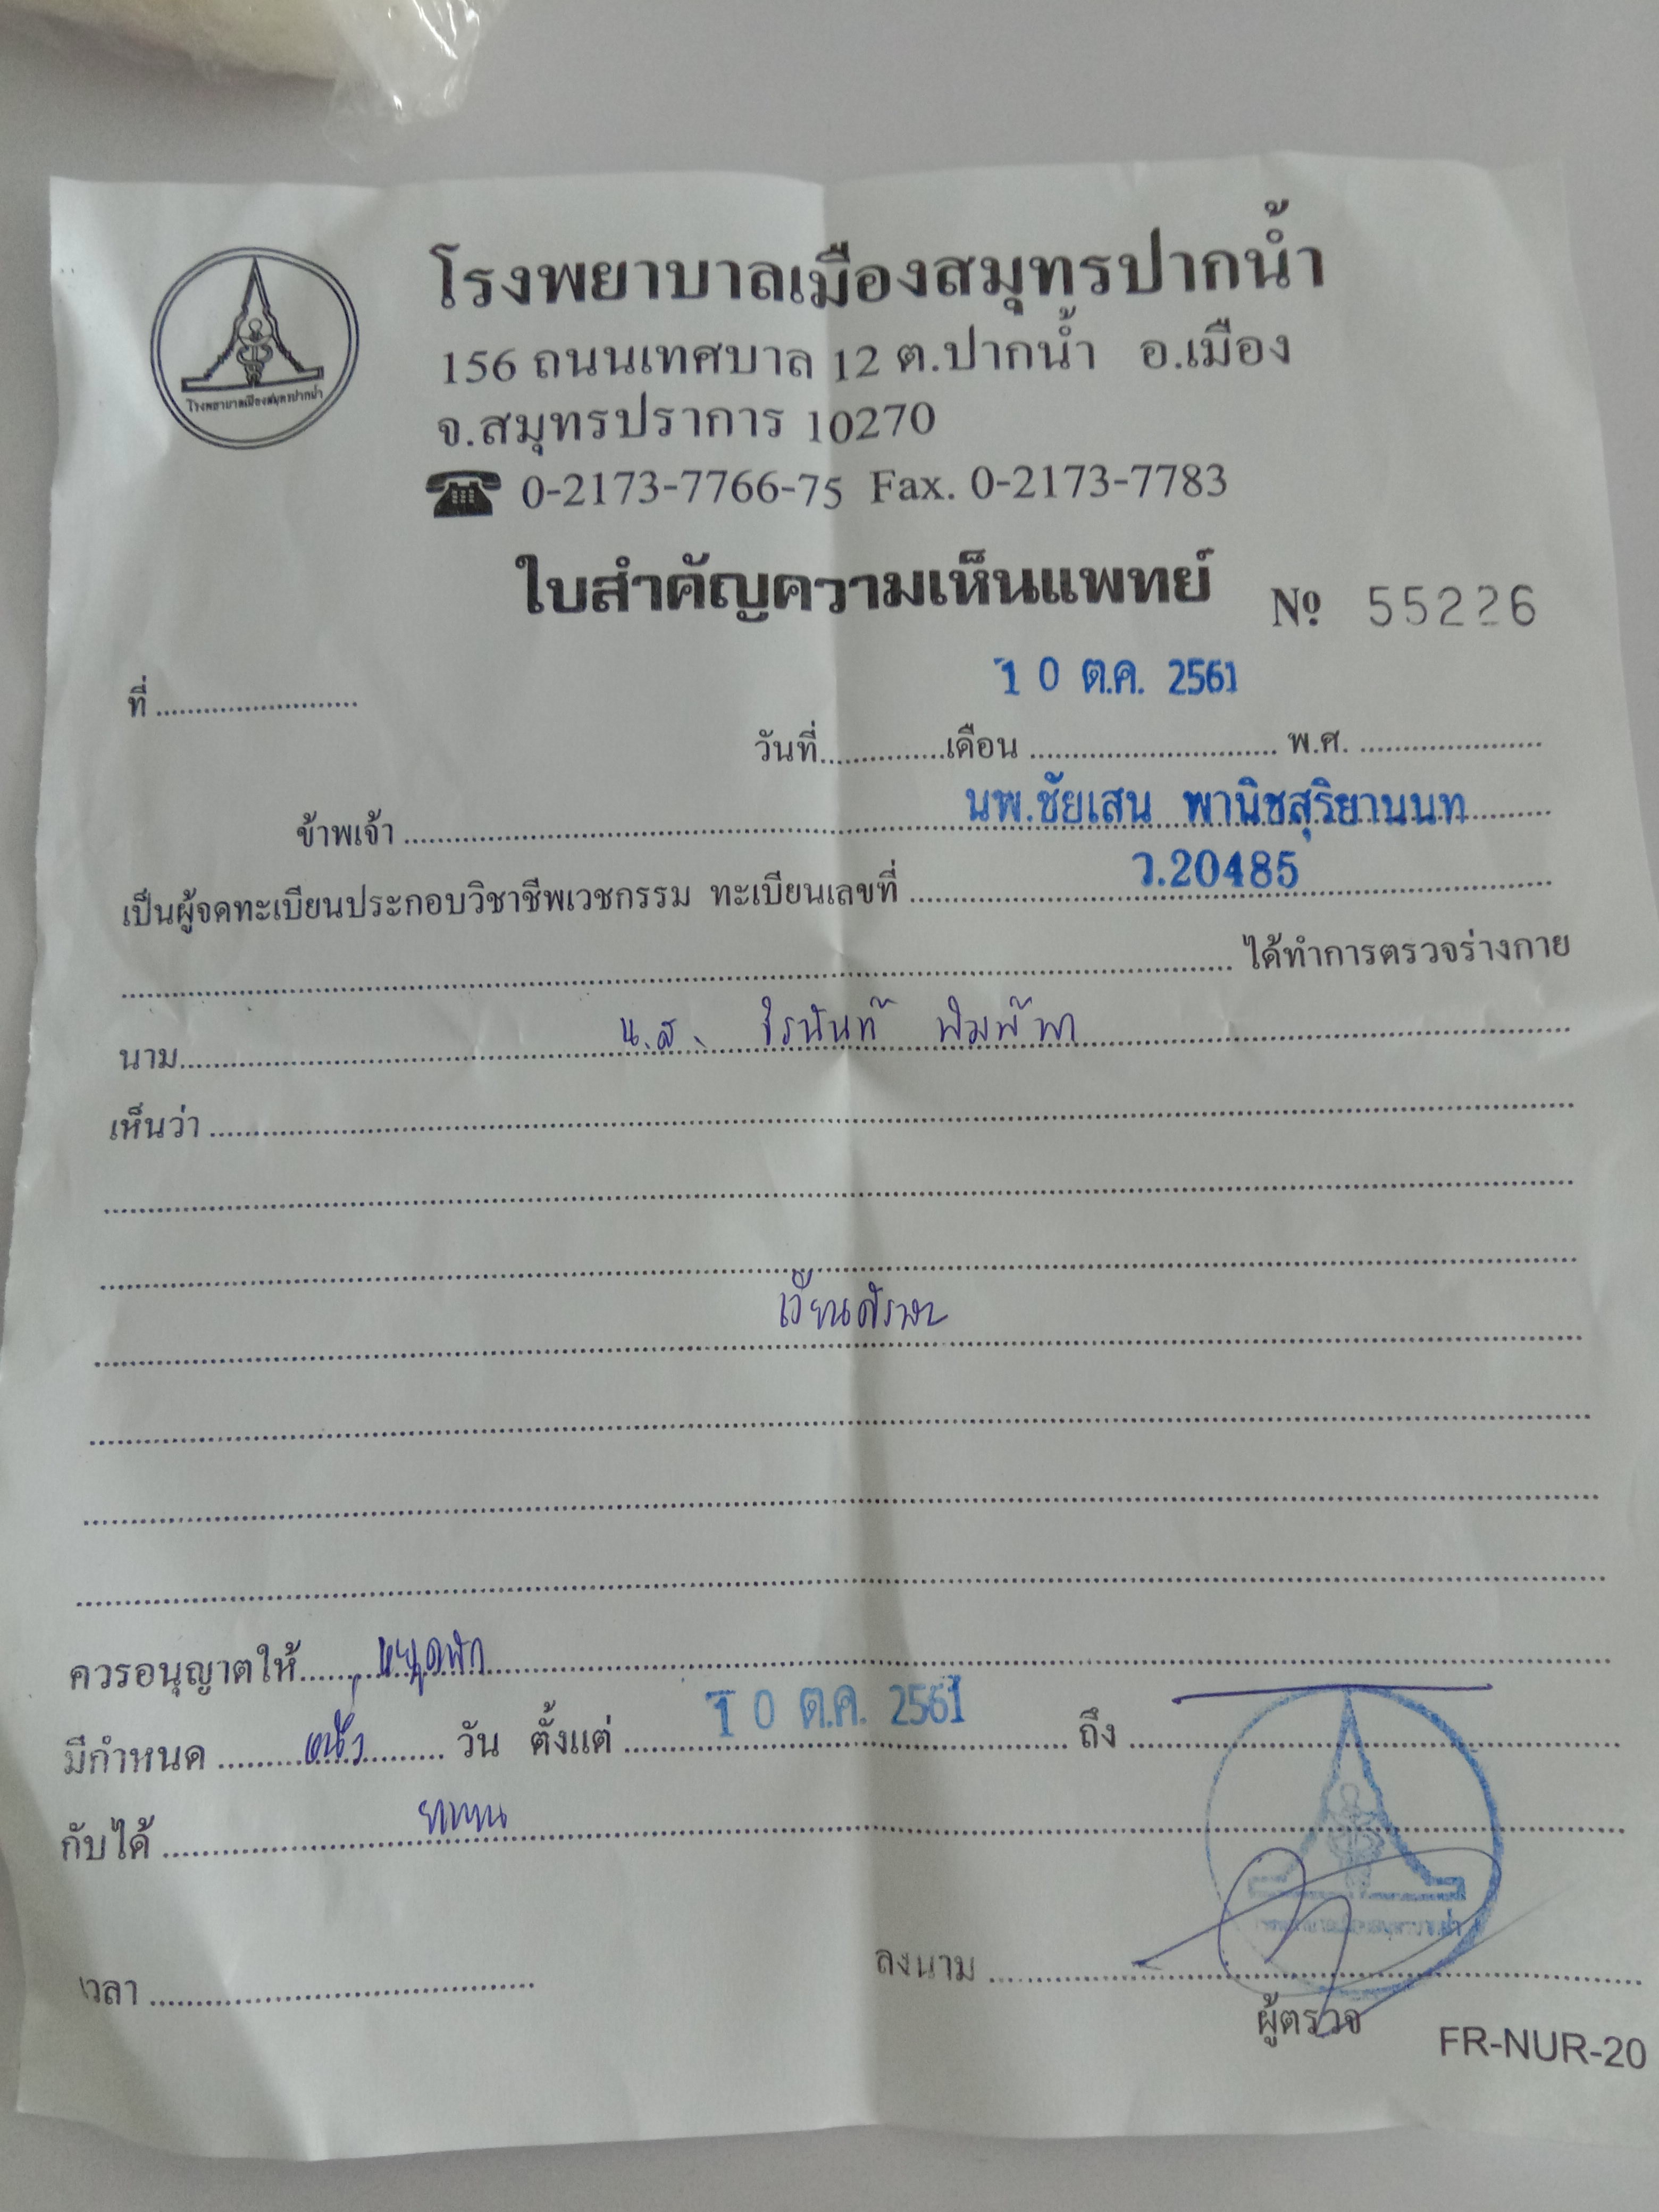 โรงพยาบาลเมืองสมุทรปากน้ำ
156 ถนนเทศบาล 12 ต.ปากน้ำ อ.เมือง
จ.สมุทรปราการ 10270
0-2173-7766-75 Fax. 0-2173-7783
โรงพยาบาลเมืองสมุทรปากน้ำ
ใบสำคัญความเห็นแพทย์ № 55226
ที่
10 ต.ค. 2561
วันที่ เดือน พ.ศ.
ข้าพเจ้า นพ.ชัยเสน พานิชสุริยานนท
เป็นผู้จดทะเบียนประกอบวิชาชีพเวชกรรม ทะเบียนเลขที่ ว.20485
ได้ทำการตรวจร่างกาย
นาม น.ส. จิรนันท์ พิมพ์พา
เห็นว่า
เวียนศีรษะ
ควรอนุญาตให้ หยุดพัก
มีกำหนด หนึ่ง วัน ตั้งแต่ 10 ต.ค. 2561 ถึง
กับได้
เวลา
ลงนาม
ผู้ตรวจ
FR-NUR-20